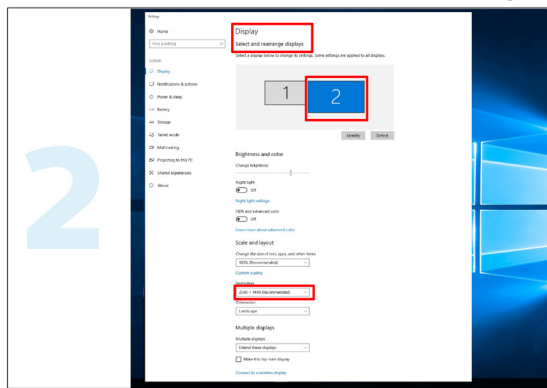 2
Settings
Home
Find a setting
Display
Notifications & actions
Power & sleep
Battery
Storage
Tablet mode
Multitasking
Projecting to this PC
Shared experiences
About
Display
Select and rearrange displays
Select a display below to change its settings. Some settings are applied to all displays.
1
2
Identify
Detect
Brightness and color
Change brightness
Night light
Off
Night light settings
HDR and advanced color
Off
Learn more about advanced color
Scale and layout
Change the size of text, apps, and other items
100% (Recommended)
Custom scaling
Resolution
2560 × 1440 (Recommended)
Orientation
Landscape
Multiple displays
Multiple displays
Extend these displays
Make this my main display
Connect to a wireless display